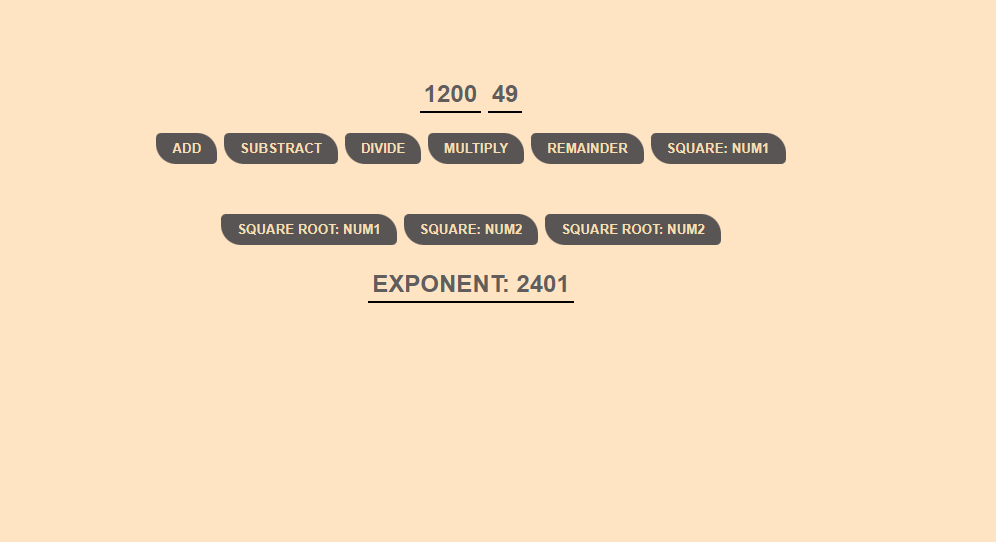 1200 49
ADD SUBSTRACT DIVIDE MULTIPLY REMAINDER SQUARE: NUM1
SQUARE ROOT: NUM1 SQUARE: NUM2 SQUARE ROOT: NUM2
EXPONENT: 2401